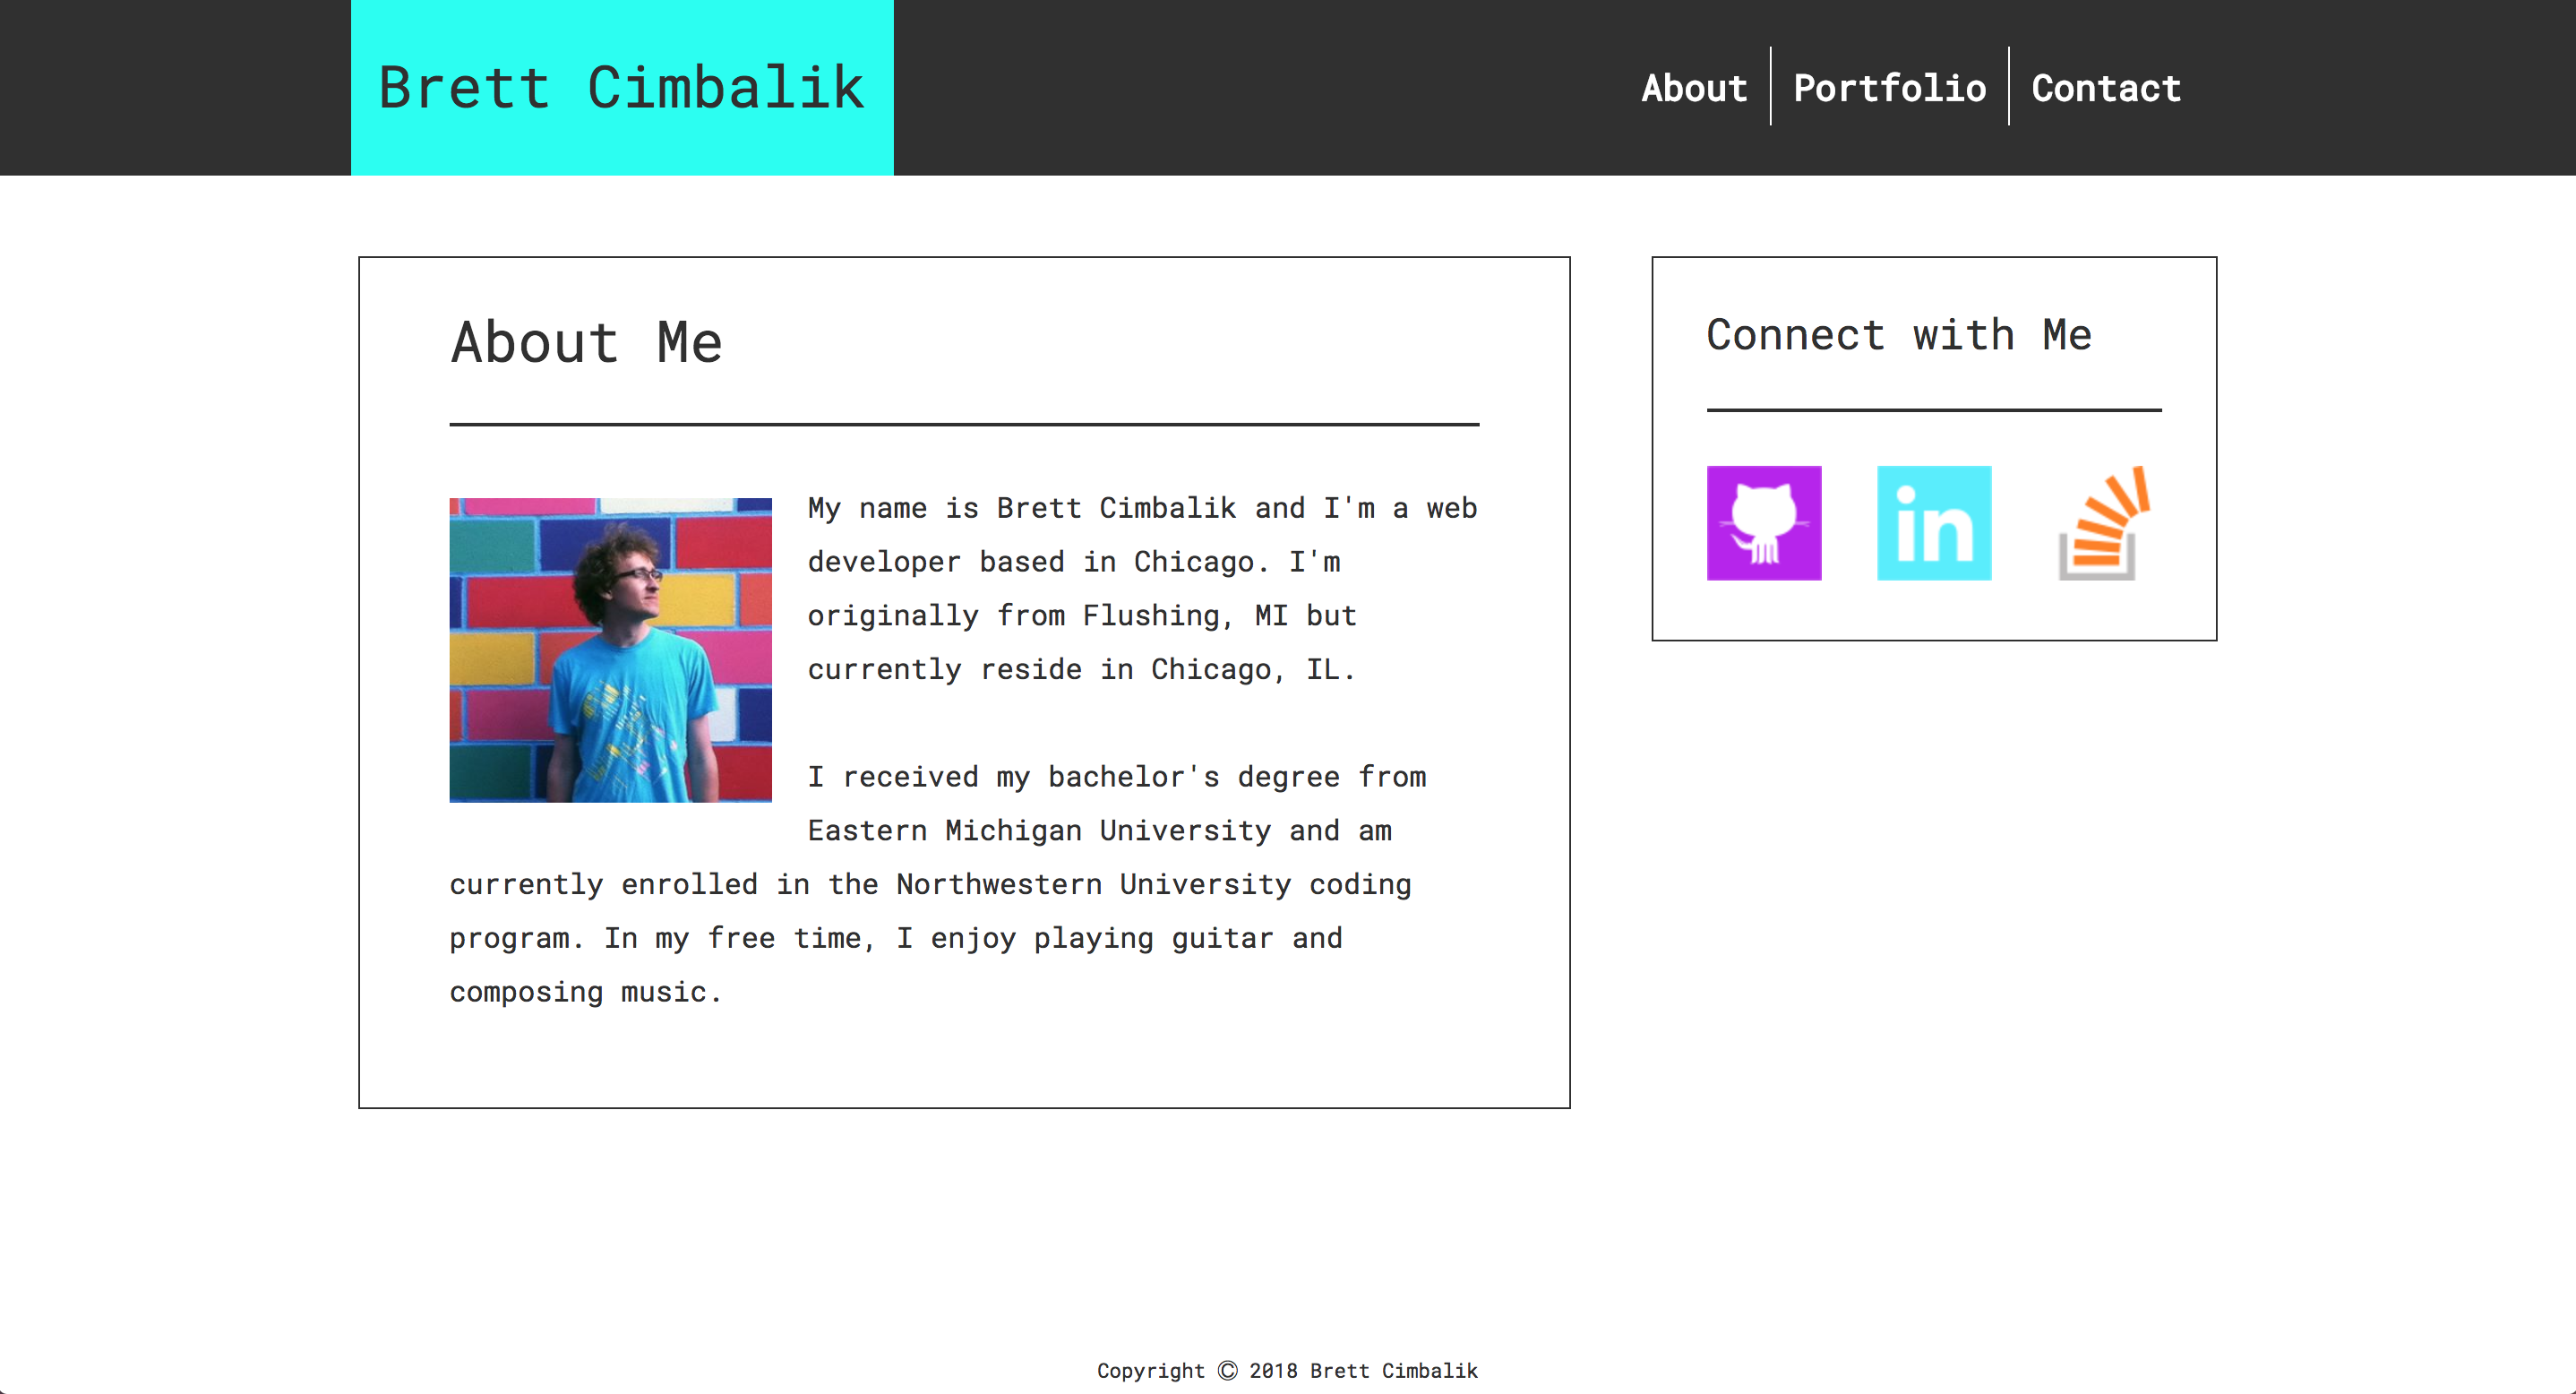 Brett Cimbalik
About
Portfolio
Contact
About Me
My name is Brett Cimbalik and I'm a web
developer based in Chicago. I'm
originally from Flushing, MI but
currently reside in Chicago, IL.
I received my bachelor's degree from
Eastern Michigan University and am
currently enrolled in the Northwestern University coding
program. In my free time, I enjoy playing guitar and
composing music.
Connect with Me
in
Copyright © 2018 Brett Cimbalik